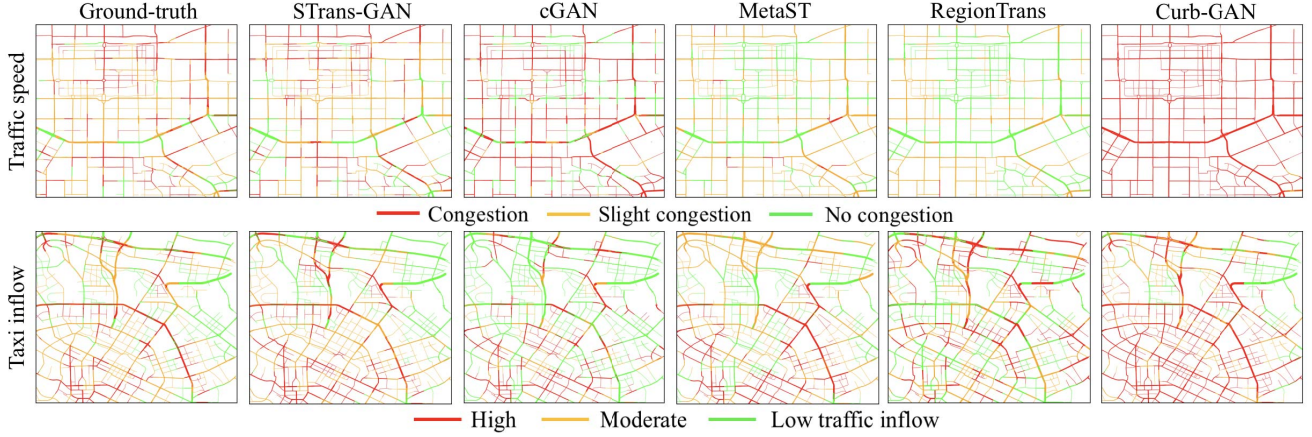 Ground-truth STrans-GAN cGAN MetaST RegionTrans Curb-GAN
Traffic speed
Congestion Slight congestion No congestion
Taxi inflow
High Moderate Low traffic inflow